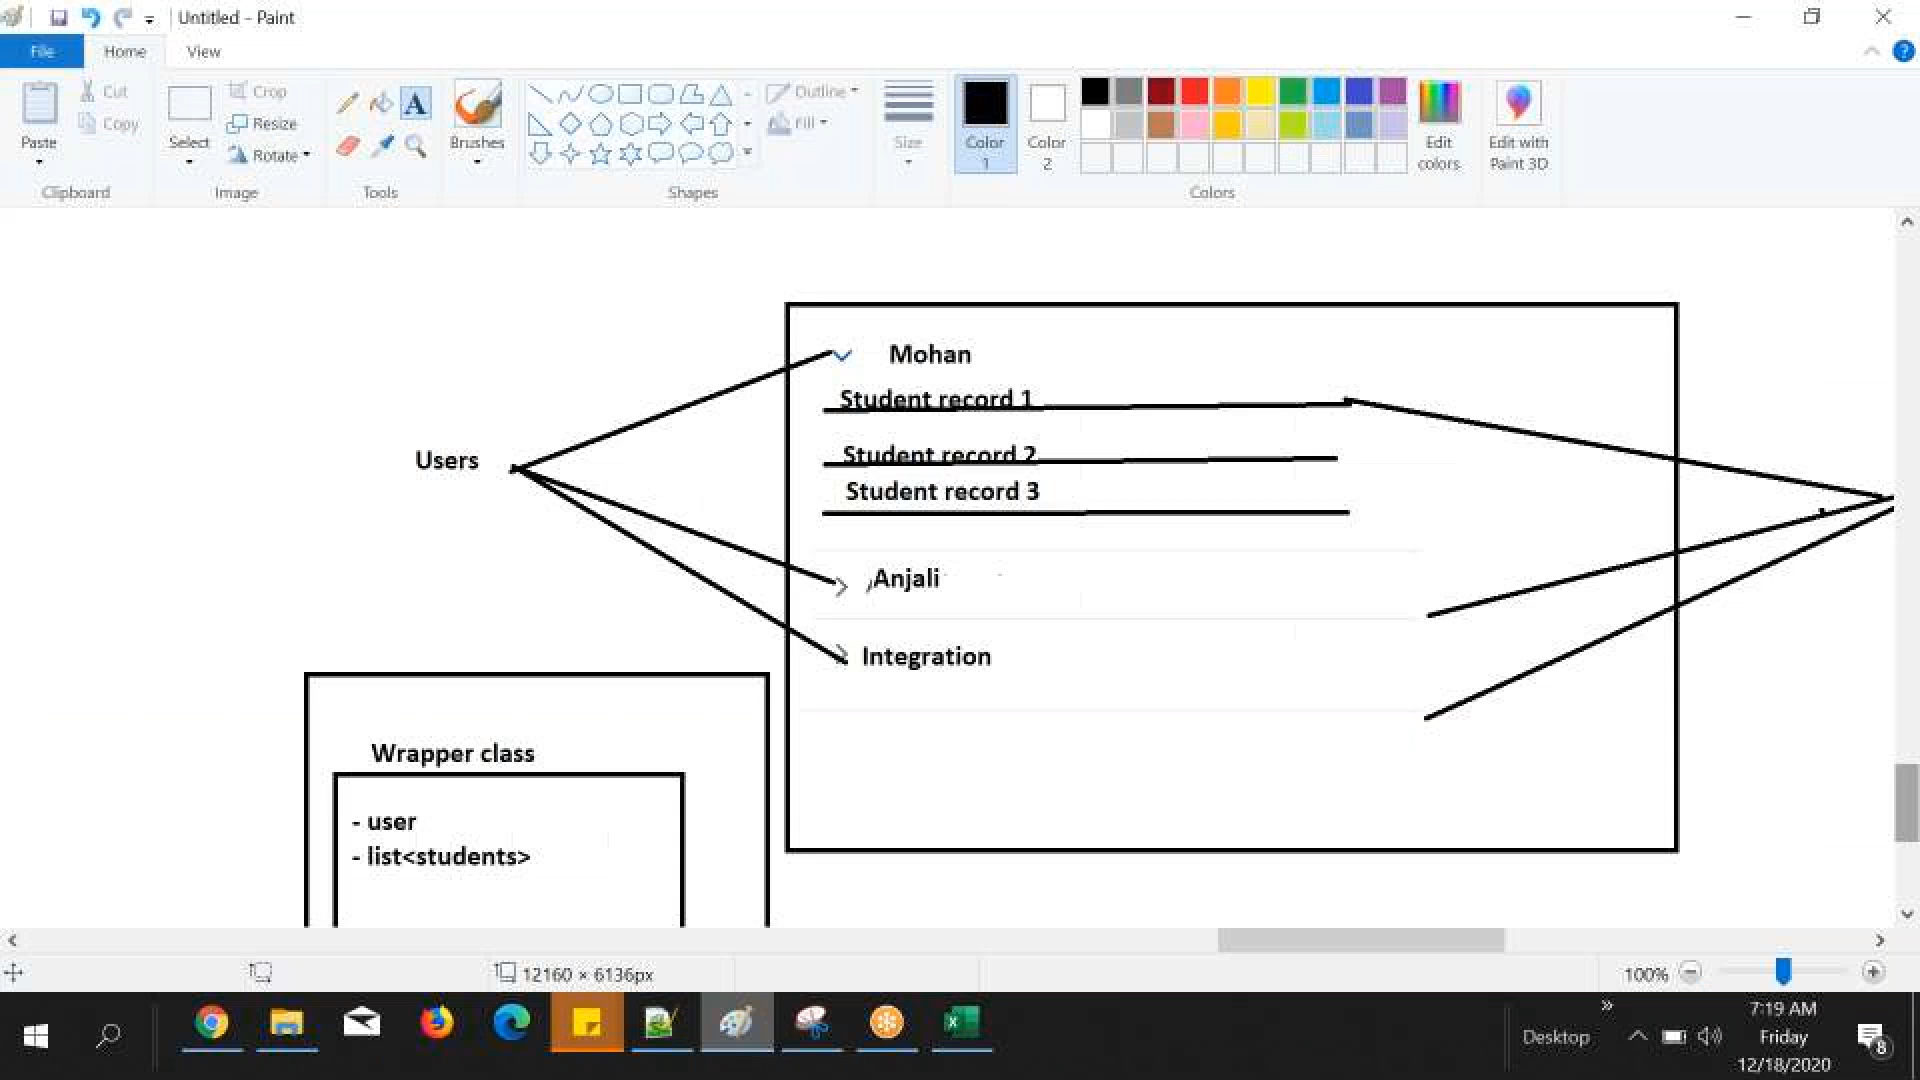 Untitled - Paint
File Home View
Paste
Cut
Copy
Clipboard
Select
Crop
Resize
Rotate
Image
A
Tools
Brushes
Shapes
Outline
Fill
Size
Color 1
Color 2
Edit colors
Colors
Edit with Paint 3D
Mohan
Student record 1
Student record 2
Student record 3
Users
Anjali
Integration
Wrapper class
- user
- list<students>
12160 × 6136px
100%
Desktop
7:19 AM
Friday
12/18/2020
8